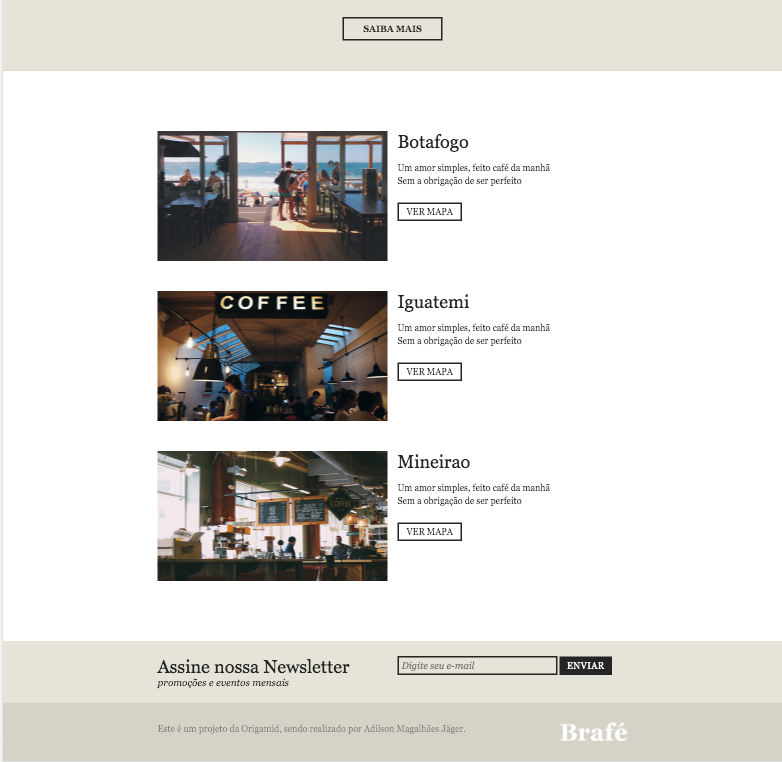 SAIBA MAIS
Botafogo
Um amor simples, feito café da manhã
Sem a obrigação de ser perfeito
VER MAPA
COFFEE
Iguatemi
Um amor simples, feito café da manhã
Sem a obrigação de ser perfeito
VER MAPA
COFFEE
Mineirao
Um amor simples, feito café da manhã
Sem a obrigação de ser perfeito
VER MAPA
Assine nossa Newsletter
promoções e eventos mensais
Digite seu e-mail
ENVIAR
Este é um projeto da Origamid, sendo realizado por Adilson Magalhães Jäger.
Brafé